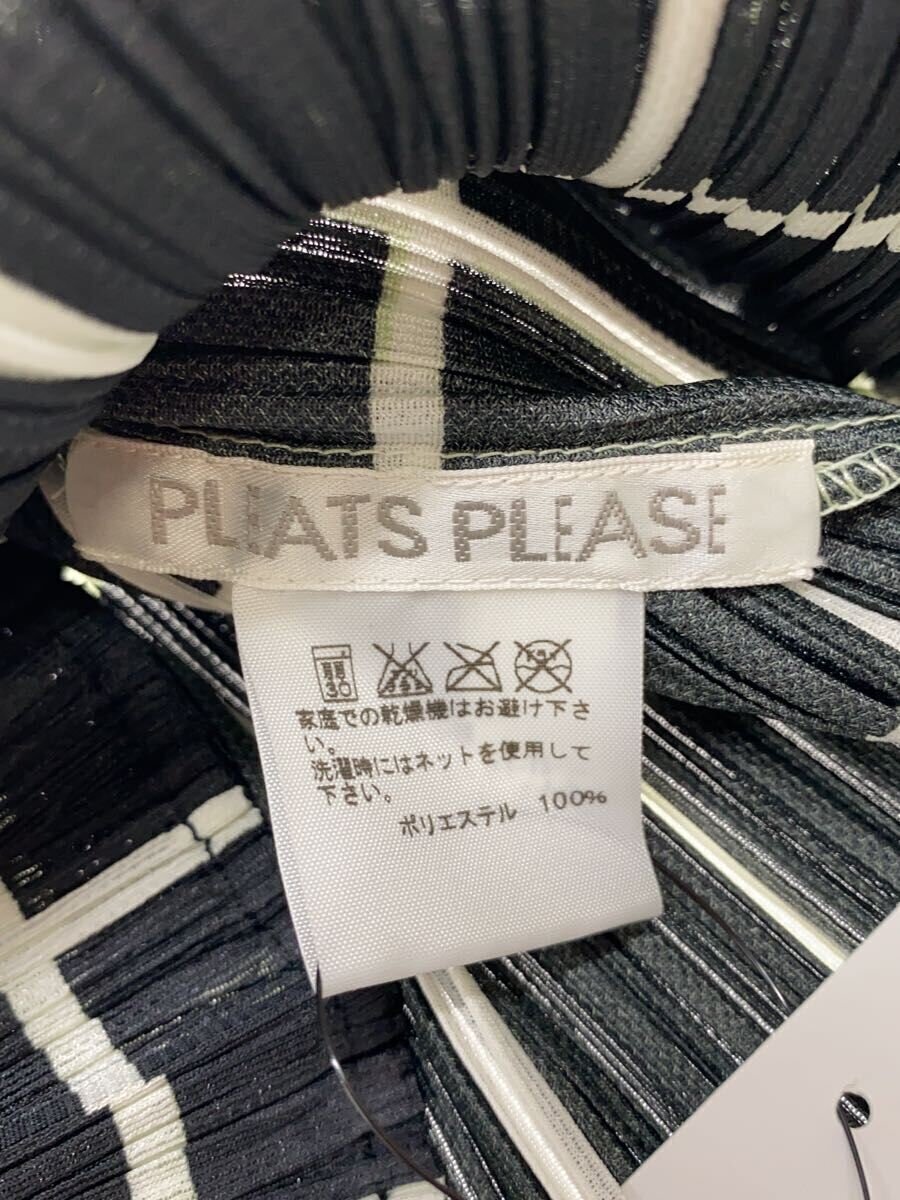 PLEATS PLEASE
弱
30
家庭での乾燥機はお避け下さ
い。
洗濯時にはネットを使用して
下さい。
ポリエステル 100%